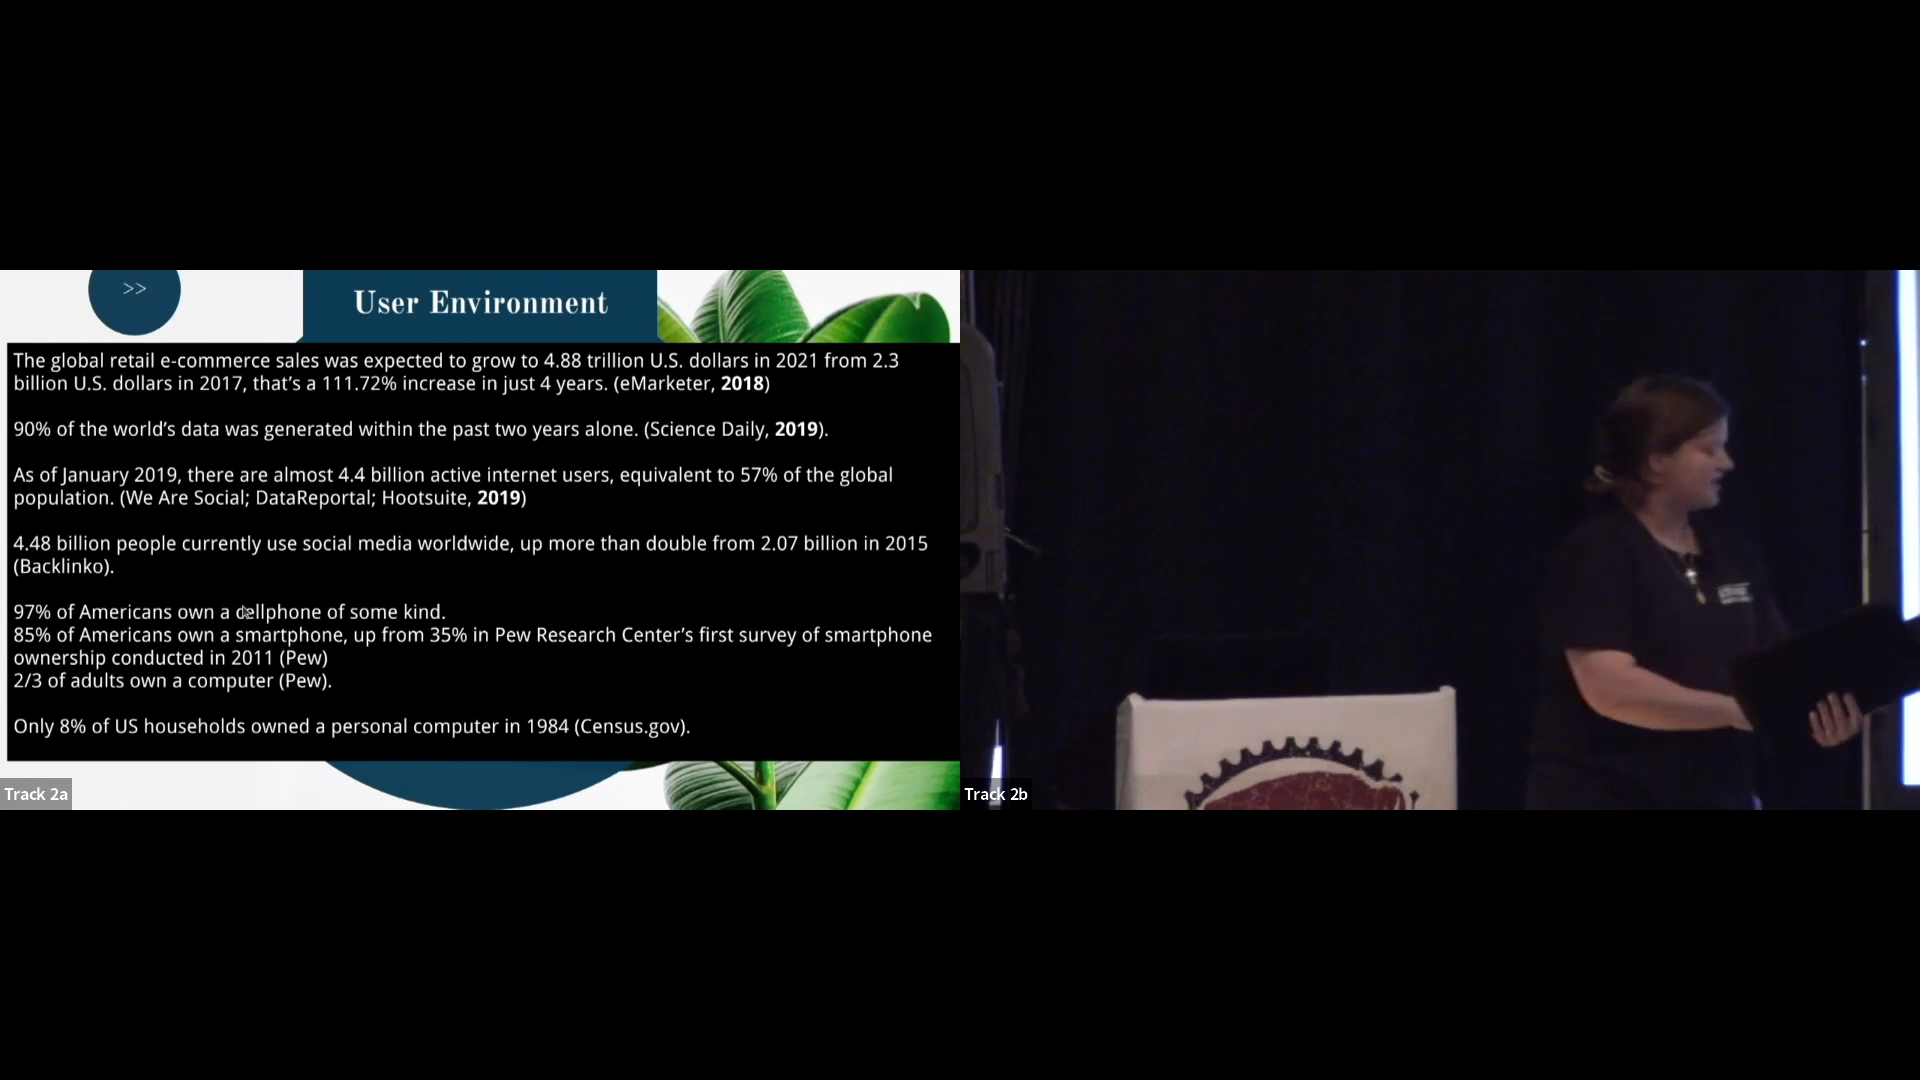 >>
User Environment
The global retail e-commerce sales was expected to grow to 4.88 trillion U.S. dollars in 2021 from 2.3
billion U.S. dollars in 2017, that's a 111.72% increase in just 4 years. (eMarketer, 2018)
90% of the world's data was generated within the past two years alone. (Science Daily, 2019).
As of January 2019, there are almost 4.4 billion active internet users, equivalent to 57% of the global
population. (We Are Social; DataReportal; Hootsuite, 2019)
4.48 billion people currently use social media worldwide, up more than double from 2.07 billion in 2015
(Backlinko).
97% of Americans own a cellphone of some kind.
85% of Americans own a smartphone, up from 35% in Pew Research Center's first survey of smartphone
ownership conducted in 2011 (Pew)
2/3 of adults own a computer (Pew).
Only 8% of US households owned a personal computer in 1984 (Census.gov).
Track 2a
Track 2b